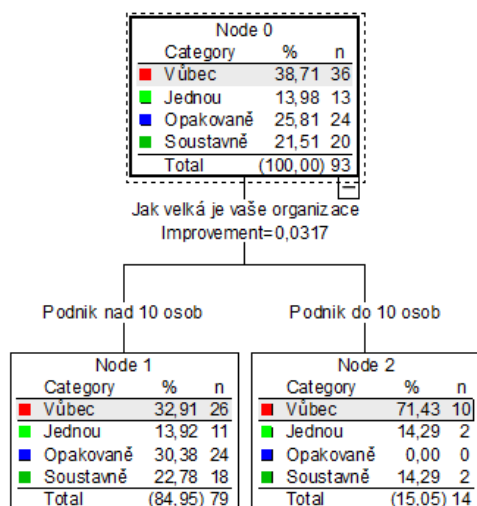 Node 0
Category % n
Vůbec 38,71 36
Jednou 13,98 13
Opakovaně 25,81 24
Soustavně 21,51 20
Total (100,00) 93
Jak velká je vaše organizace
Improvement=0,0317
Podnik nad 10 osob
Podnik do 10 osob
Node 1
Category % n
Vůbec 32,91 26
Jednou 13,92 11
Opakovaně 30,38 24
Soustavně 22,78 18
Total (84,95) 79
Node 2
Category % n
Vůbec 71,43 10
Jednou 14,29 2
Opakovaně 0,00 0
Soustavně 14,29 2
Total (15,05) 14